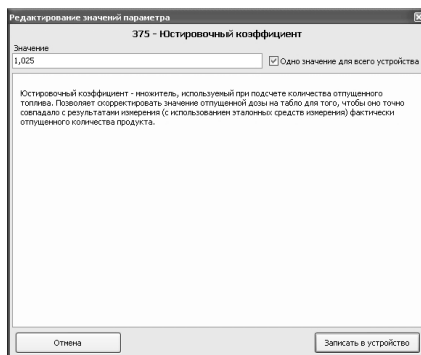 Редактирование значений параметра
375 - Юстировочный коэффициент
Значение
1,025
Одно значение для всего устройства
Юстировочный коэффициент - множитель, используемый при подсчете количества отпущенного
топлива. Позволяет скорректировать значение отпущенной дозы на табло для того, чтобы оно точно
совпадало с результатами измерения (с использованием эталонных средств измерения) фактически
отпущенного количества продукта.
Отмена
Записать в устройство